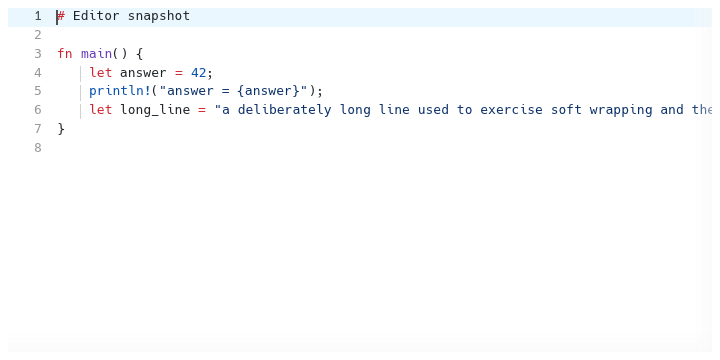 1 # Editor snapshot
2
3 fn main() {
4     let answer = 42;
5     println!("answer = {answer}");
6     let long_line = "a deliberately long line used to exercise soft wrapping and the
7 }
8